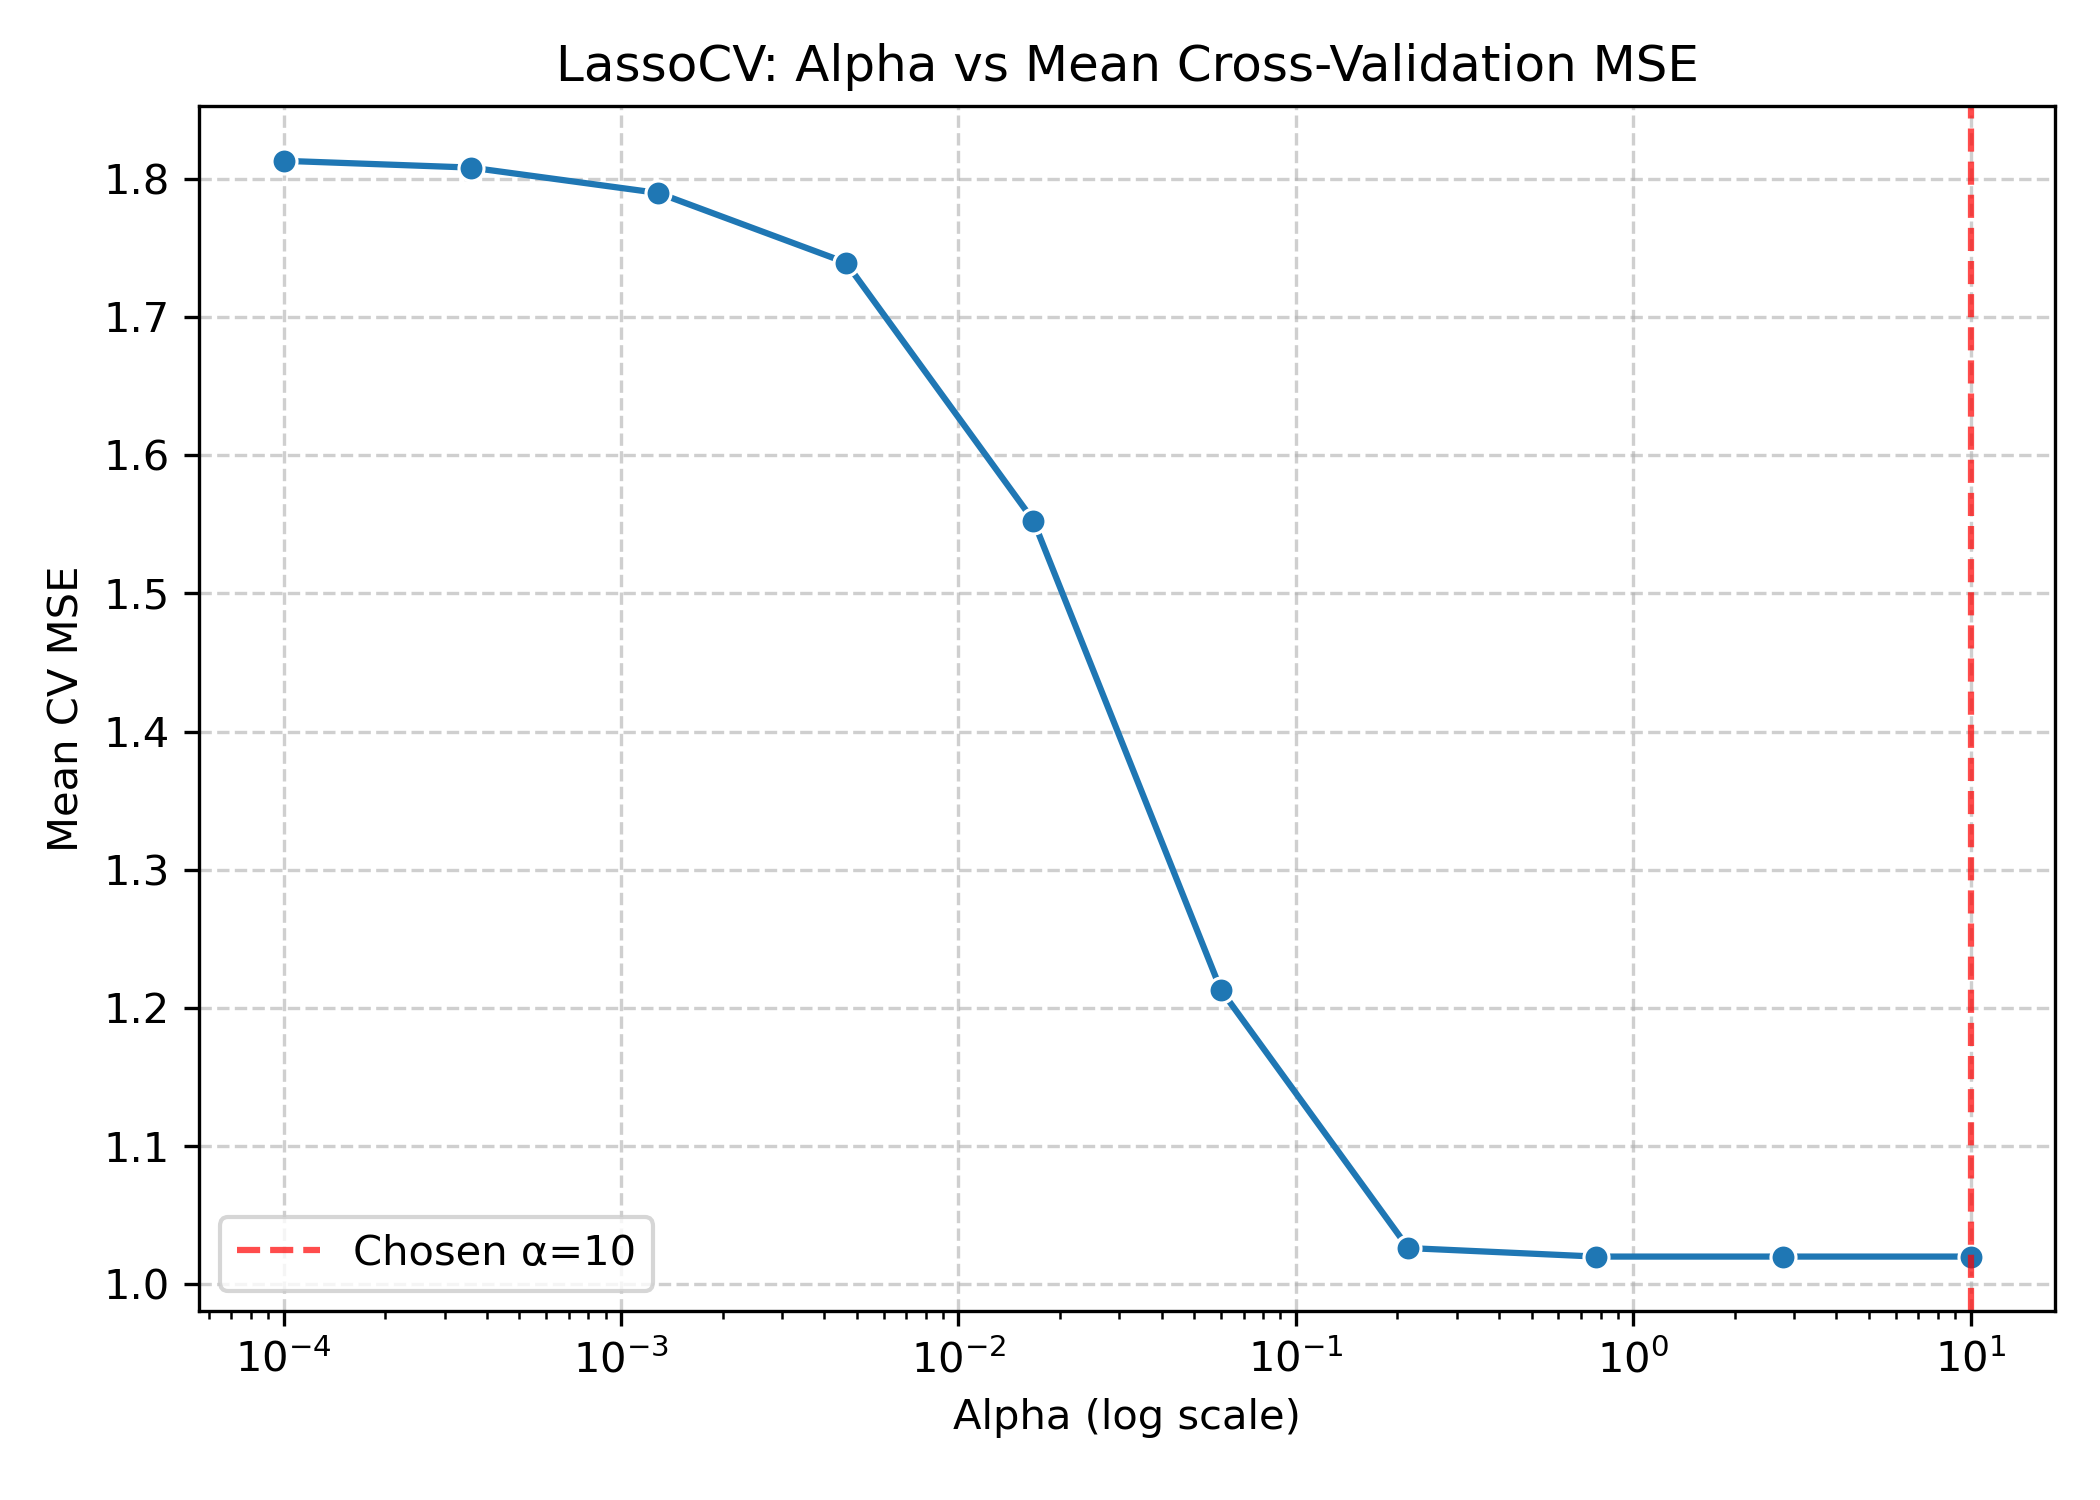 LassoCV: Alpha vs Mean Cross-Validation MSE
Mean CV MSE
1.8
1.7
1.6
1.5
1.4
1.3
1.2
1.1
1.0
Chosen α=10
10⁻⁴ 10⁻³ 10⁻² 10⁻¹ 10⁰ 10¹
Alpha (log scale)